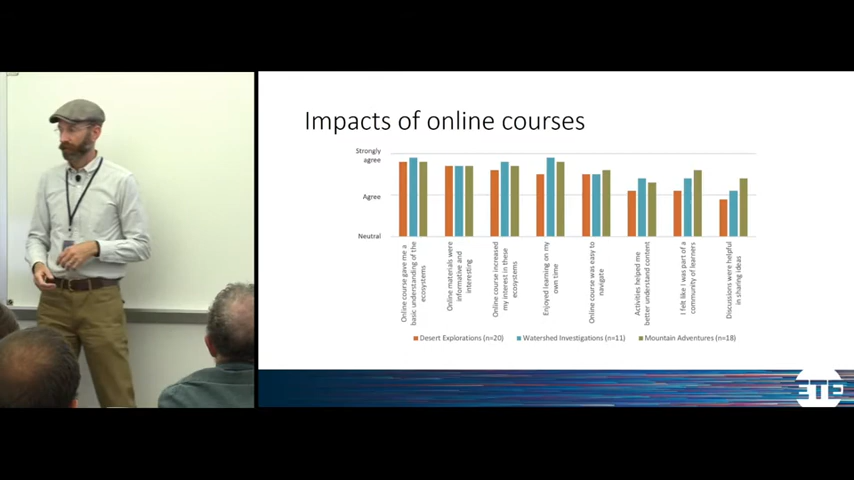 Impacts of online courses
Strongly
agree
Agree
Neutral
Online course gave me a
basic understanding of the
ecosystems
Online materials were
informative and
interesting
Online course increased
my interest in these
ecosystems
Enjoyed learning on my
own time
Online course was easy to
navigate
Activities helped me
better understand content
I felt like I was part of a
community of learners
Discussions were helpful
in sharing ideas
Desert Explorations (n=20)
Watershed Investigations (n=11)
Mountain Adventures (n=18)
ETE